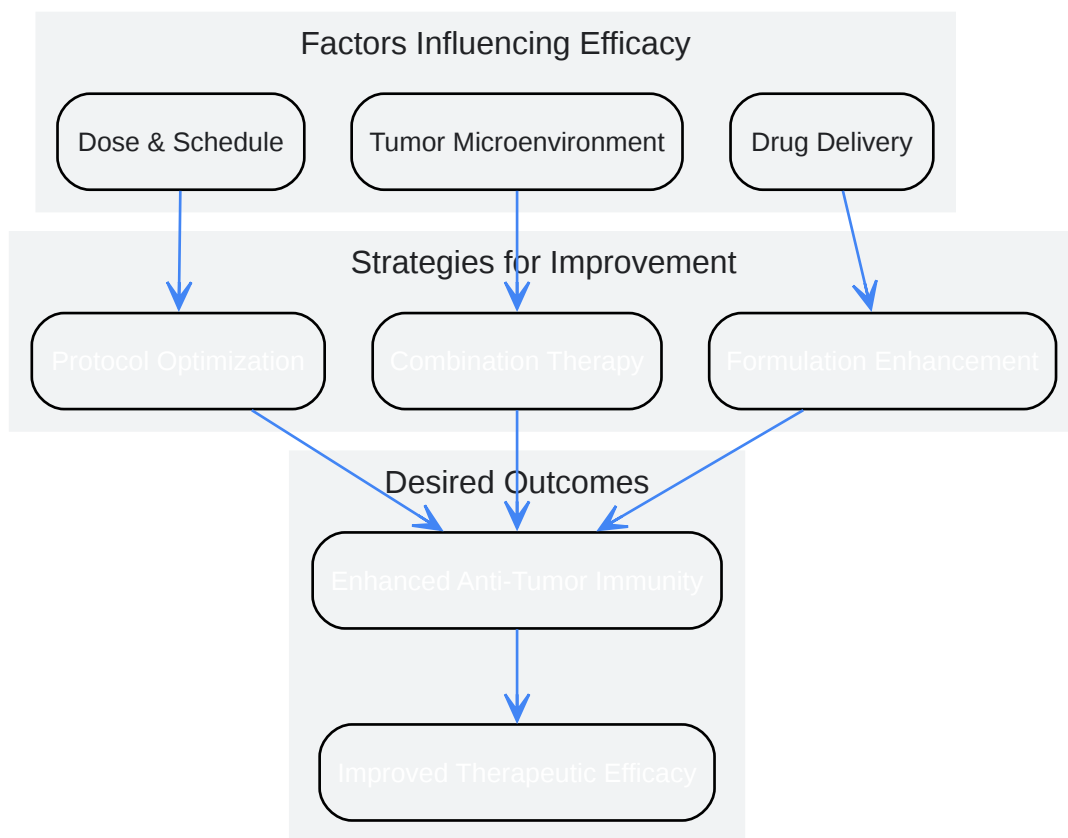 Factors Influencing Efficacy
Dose & Schedule
Tumor Microenvironment
Drug Delivery
Strategies for Improvement
Protocol Optimization
Combination Therapy
Formulation Enhancement
Desired Outcomes
Enhanced Anti-Tumor Immunity
Improved Therapeutic Efficacy